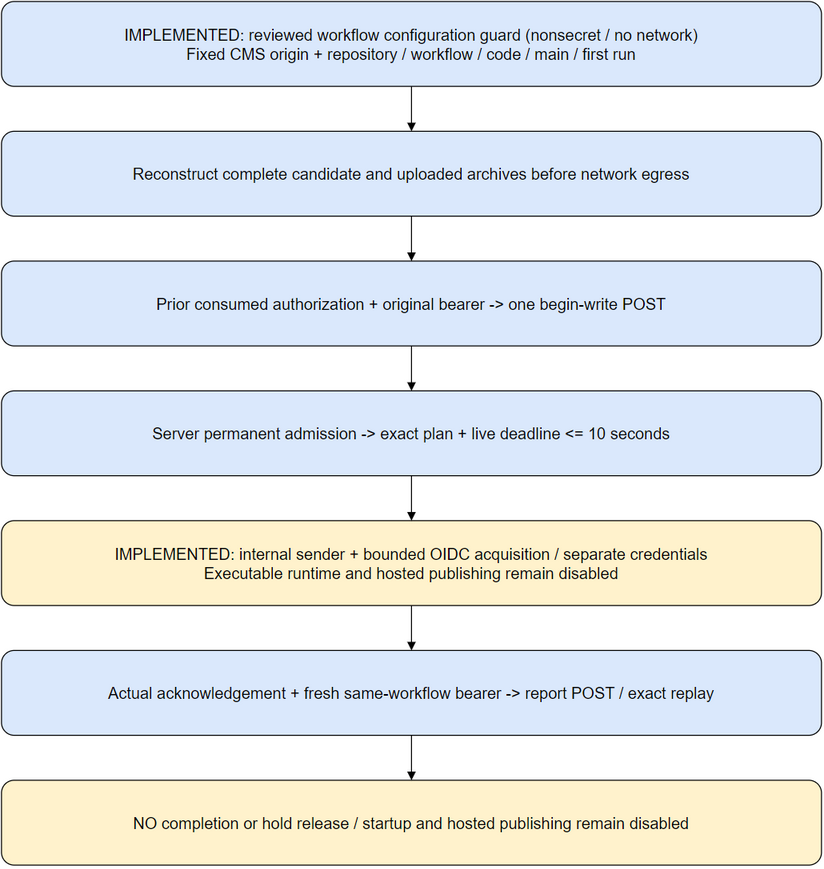 IMPLEMENTED: reviewed workflow configuration guard (nonsecret / no network)
Fixed CMS origin + repository / workflow / code / main / first run
Reconstruct complete candidate and uploaded archives before network egress
Prior consumed authorization + original bearer -> one begin-write POST
Server permanent admission -> exact plan + live deadline <= 10 seconds
IMPLEMENTED: internal sender + bounded OIDC acquisition / separate credentials
Executable runtime and hosted publishing remain disabled
Actual acknowledgement + fresh same-workflow bearer -> report POST / exact replay
NO completion or hold release / startup and hosted publishing remain disabled